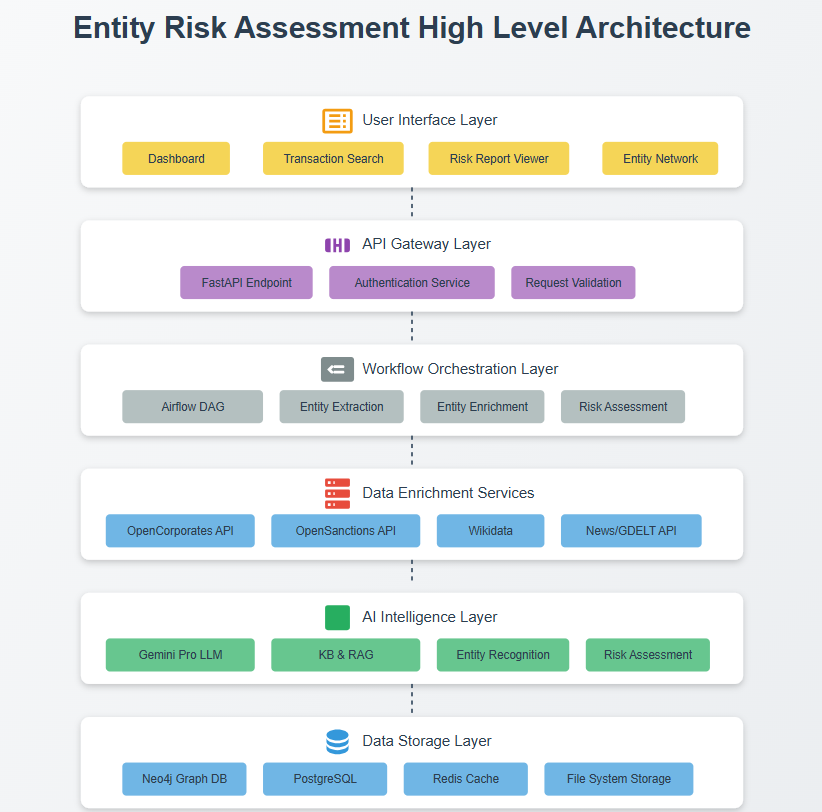 Entity Risk Assessment High Level Architecture
User Interface Layer
Dashboard
Transaction Search
Risk Report Viewer
Entity Network
API Gateway Layer
FastAPI Endpoint
Authentication Service
Request Validation
Workflow Orchestration Layer
Airflow DAG
Entity Extraction
Entity Enrichment
Risk Assessment
Data Enrichment Services
OpenCorporates API
OpenSanctions API
Wikidata
News/GDELT API
AI Intelligence Layer
Gemini Pro LLM
KB & RAG
Entity Recognition
Risk Assessment
Data Storage Layer
Neo4j Graph DB
PostgreSQL
Redis Cache
File System Storage